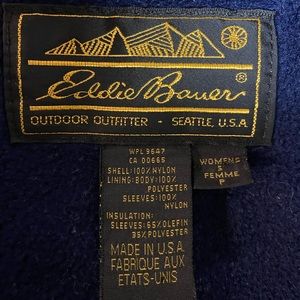 Eddie Bauer®
OUTDOOR OUTFITTER - SEATTLE, U.S.A.
WPL 9647
CA 00665
SHELL:100%NYLON
LINING:BODY:100%
POLYESTER
SLEEVES:100%
NYLON
INSULATION:
SLEEVES:65%OLEFIN
35%POLYESTER
MADE IN U.S.A.
FABRIQUE AUX
ETATS-UNIS
WOMENS
S
FEMME
P